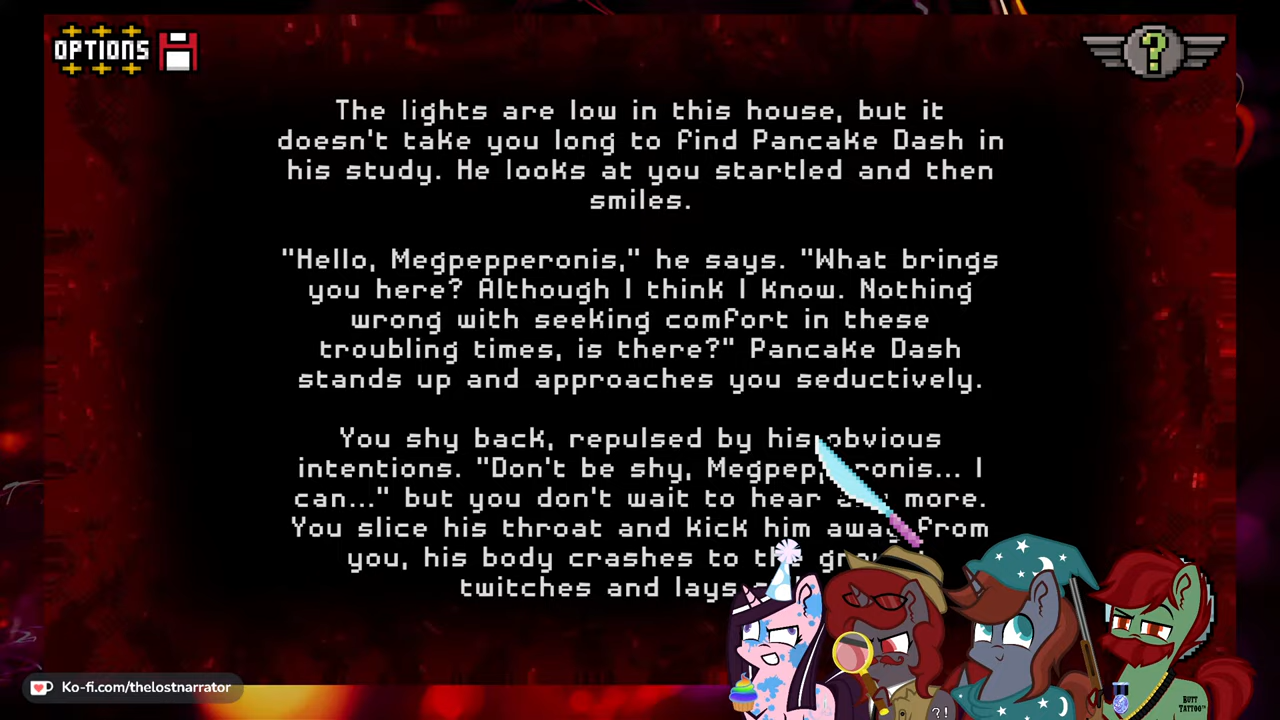 OPTIONS
?
The lights are low in this house, but it
doesn't take you long to find Pancake Dash in
his study. He looks at you startled and then
smiles.
"Hello, Megpepperonis," he says. "What brings
you here? Although I think I know. Nothing
wrong with seeking comfort in these
troubling times, is there?" Pancake Dash
stands up and approaches you seductively.
You shy back, repulsed by his obvious
intentions. "Don't be shy, Megpepperonis... I
can..." but you don't wait to hear more.
You slice his throat and kick him away from
you, his body crashes to the
twitches and lays
Ko-fi.com/thelostnarrator
?!
BUTT
TATTOO™